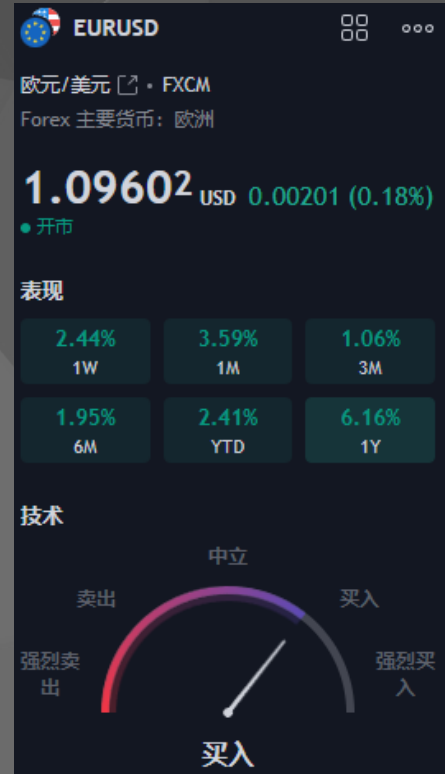 EURUSD
欧元/美元 · FXCM
Forex 主要货币：欧洲
1.09602 USD 0.00201 (0.18%)
开市
表现
2.44% 3.59% 1.06%
1W 1M 3M
1.95% 2.41% 6.16%
6M YTD 1Y
技术
中立
卖出 买入
强烈卖出 强烈买入
买入